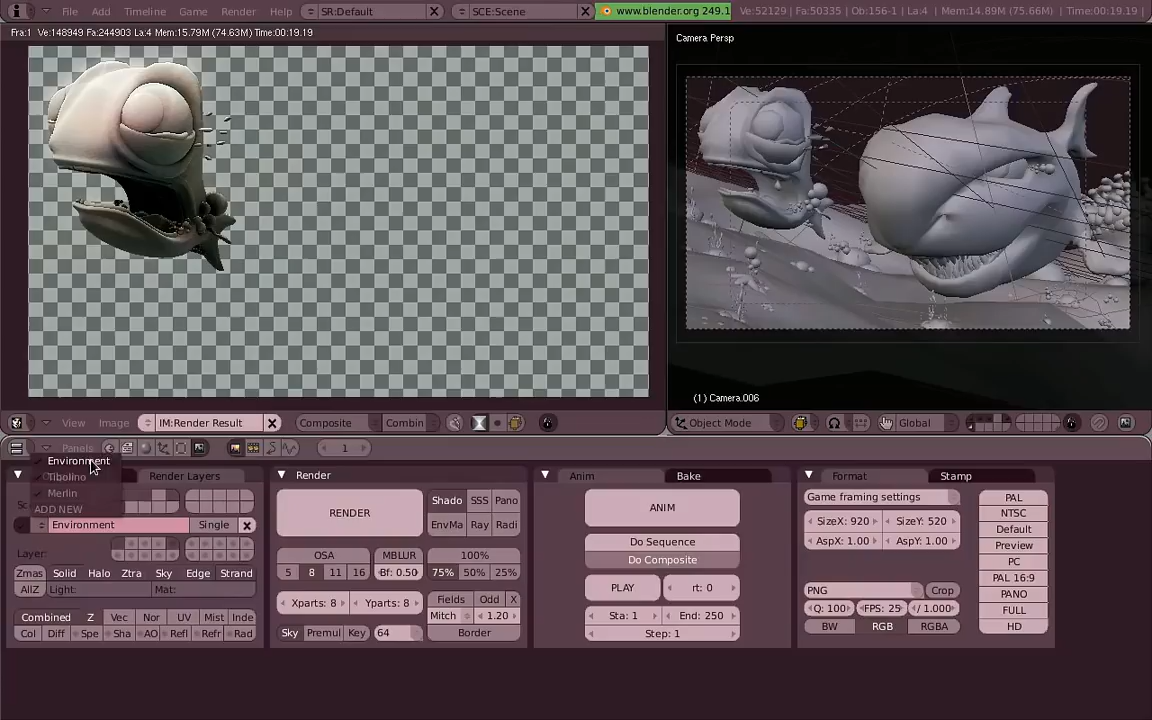 File Add Timeline Game Render Help SR:Default SCE:Scene www.blender.org 249.1 Ve:52129 | Fa:50335 | Ob:156-1 | La:4 | Mem:14.89M (75.66M) | Time:00:19.19 |
Fra:1 Ve:148949 Fa:244903 La:4 Mem:15.79M (74.63M) Time:00:19.19
Camera Persp
(1) Camera.006
View Image IM:Render Result Composite Combin
Object Mode Global
Panels 1
Environment
Tibolino
Merlin
ADD NEW
Render Layers
Environment Single
Layer:
Zmas Solid Halo Ztra Sky Edge Strand
AllZ Light: Mat:
Combined Z Vec Nor UV Mist Inde
Col Diff Spe Sha AO Refl Refr Rad
Render
RENDER
Shado SSS Pano
EnvMa Ray Radi
OSA MBLUR 100%
5 8 11 16 Bf: 0.50 75% 50% 25%
Xparts: 8 Yparts: 8 Fields Odd X
Mitch 1.20
Sky Premul Key 64 Border
Anim Bake
ANIM
Do Sequence
Do Composite
PLAY rt: 0
Sta: 1 End: 250
Step: 1
Format Stamp
Game framing settings
SizeX: 920 SizeY: 520
AspX: 1.00 AspY: 1.00
PNG Crop
Q: 100 FPS: 25 / 1.000
BW RGB RGBA
PAL
NTSC
Default
Preview
PC
PAL 16:9
PANO
FULL
HD